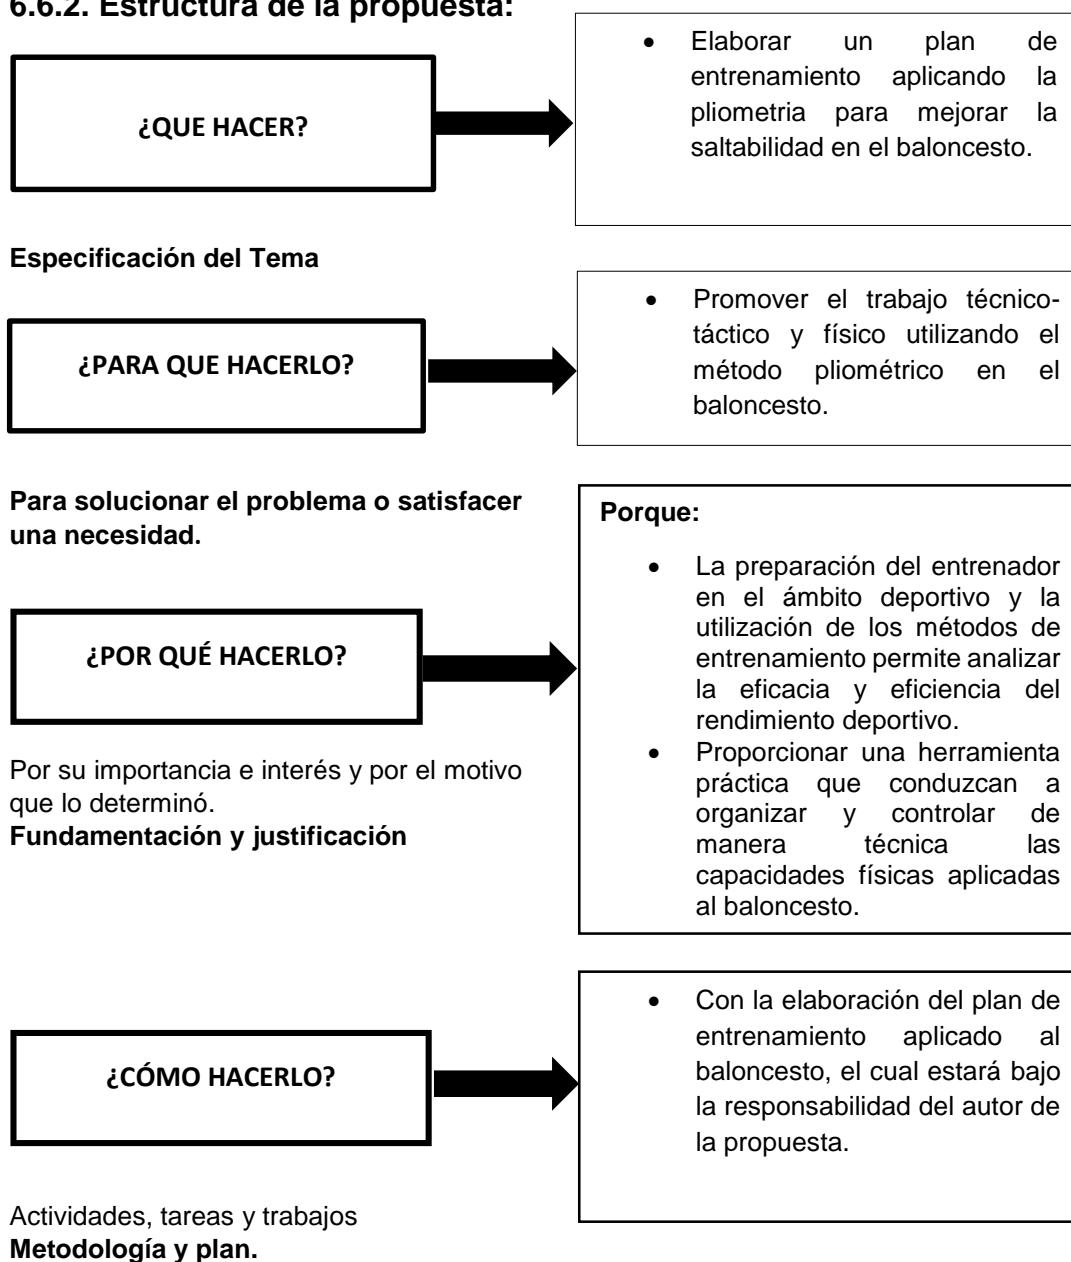 6.6.2. Estructura de la propuesta:
¿QUE HACER?
• Elaborar un plan de
entrenamiento aplicando la
pliometria para mejorar la
saltabilidad en el baloncesto.
Especificación del Tema
¿PARA QUE HACERLO?
• Promover el trabajo técnico-
táctico y físico utilizando el
método pliométrico en el
baloncesto.
Para solucionar el problema o satisfacer
una necesidad.
¿POR QUÉ HACERLO?
Porque:
• La preparación del entrenador
en el ámbito deportivo y la
utilización de los métodos de
entrenamiento permite analizar
la eficacia y eficiencia del
rendimiento deportivo.
• Proporcionar una herramienta
práctica que conduzcan a
organizar y controlar de
manera técnica las
capacidades físicas aplicadas
al baloncesto.
Por su importancia e interés y por el motivo
que lo determinó.
Fundamentación y justificación
¿CÓMO HACERLO?
• Con la elaboración del plan de
entrenamiento aplicado al
baloncesto, el cual estará bajo
la responsabilidad del autor de
la propuesta.
Actividades, tareas y trabajos
Metodología y plan.